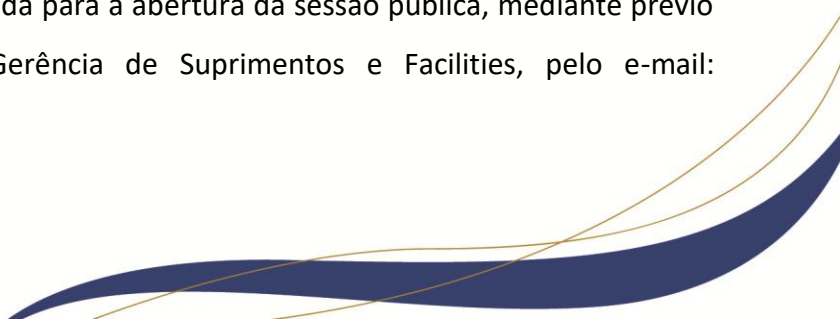 da para a abertura da sessão pública, mediante prévio
Gerência de Suprimentos e Facilities, pelo e-mail: